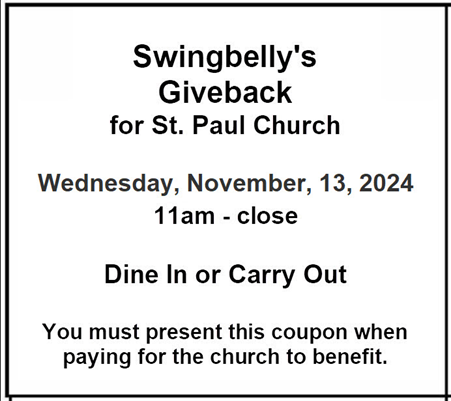 Swingbelly's
Giveback
for St. Paul Church
Wednesday, November, 13, 2024
11am - close
Dine In or Carry Out
You must present this coupon when
paying for the church to benefit.